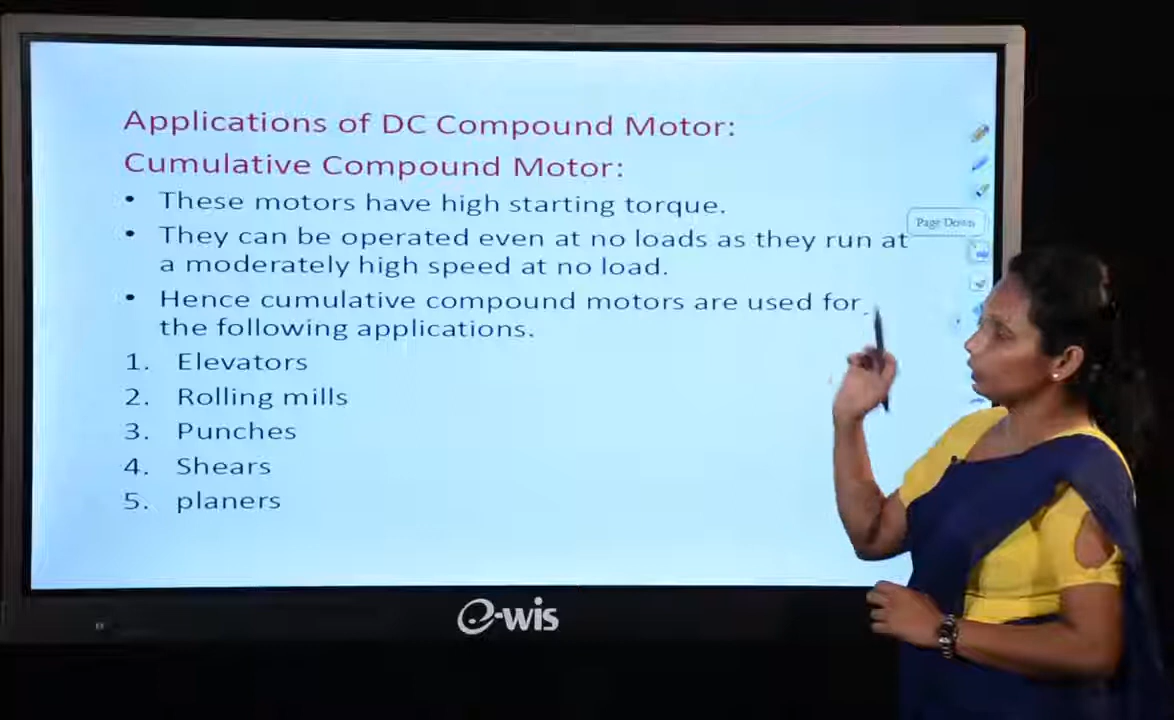 Applications of DC Compound Motor:
Cumulative Compound Motor:
• These motors have high starting torque.
• They can be operated even at no loads as they run at
a moderately high speed at no load.
• Hence cumulative compound motors are used for
the following applications.
1. Elevators
2. Rolling mills
3. Punches
4. Shears
5. planers
Page Down
e-wis